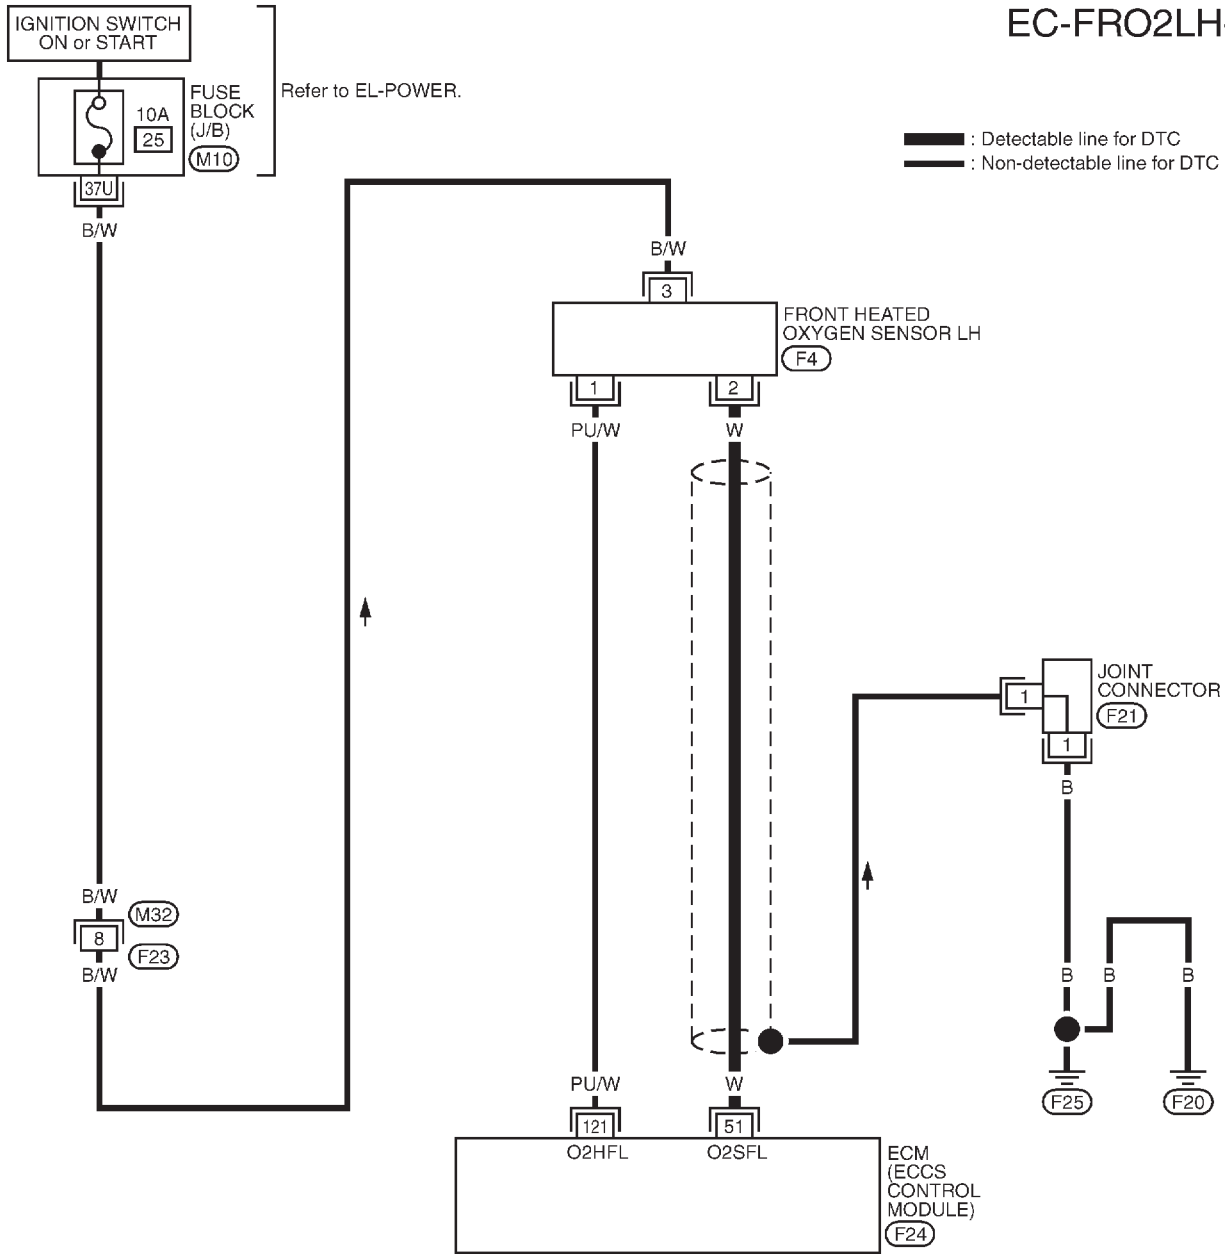 EC-FRO2LH-
IGNITION SWITCH
ON or START
FUSE
BLOCK
(J/B)
M10
10A
25
Refer to EL-POWER.
37U
B/W
: Detectable line for DTC
: Non-detectable line for DTC
B/W
3
FRONT HEATED
OXYGEN SENSOR LH
F4
1
2
PU/W
W
JOINT
CONNECTOR
F21
1
1
B
B/W
M32
8
F23
B/W
B
B
B
F25
F20
PU/W
W
121
51
O2HFL
O2SFL
ECM
(ECCS
CONTROL
MODULE)
F24